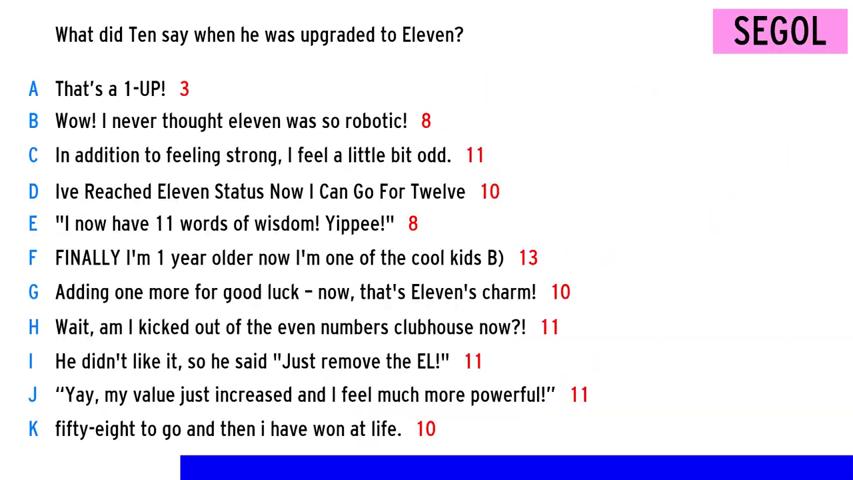 What did Ten say when he was upgraded to Eleven?
SEGOL
A That's a 1-UP! 3
B Wow! I never thought eleven was so robotic! 8
C In addition to feeling strong, I feel a little bit odd. 11
D Ive Reached Eleven Status Now I Can Go For Twelve 10
E "I now have 11 words of wisdom! Yippee!" 8
F FINALLY I'm 1 year older now I'm one of the cool kids B) 13
G Adding one more for good luck – now, that's Eleven's charm! 10
H Wait, am I kicked out of the even numbers clubhouse now?! 11
I He didn't like it, so he said "Just remove the EL!" 11
J “Yay, my value just increased and I feel much more powerful!” 11
K fifty-eight to go and then i have won at life. 10